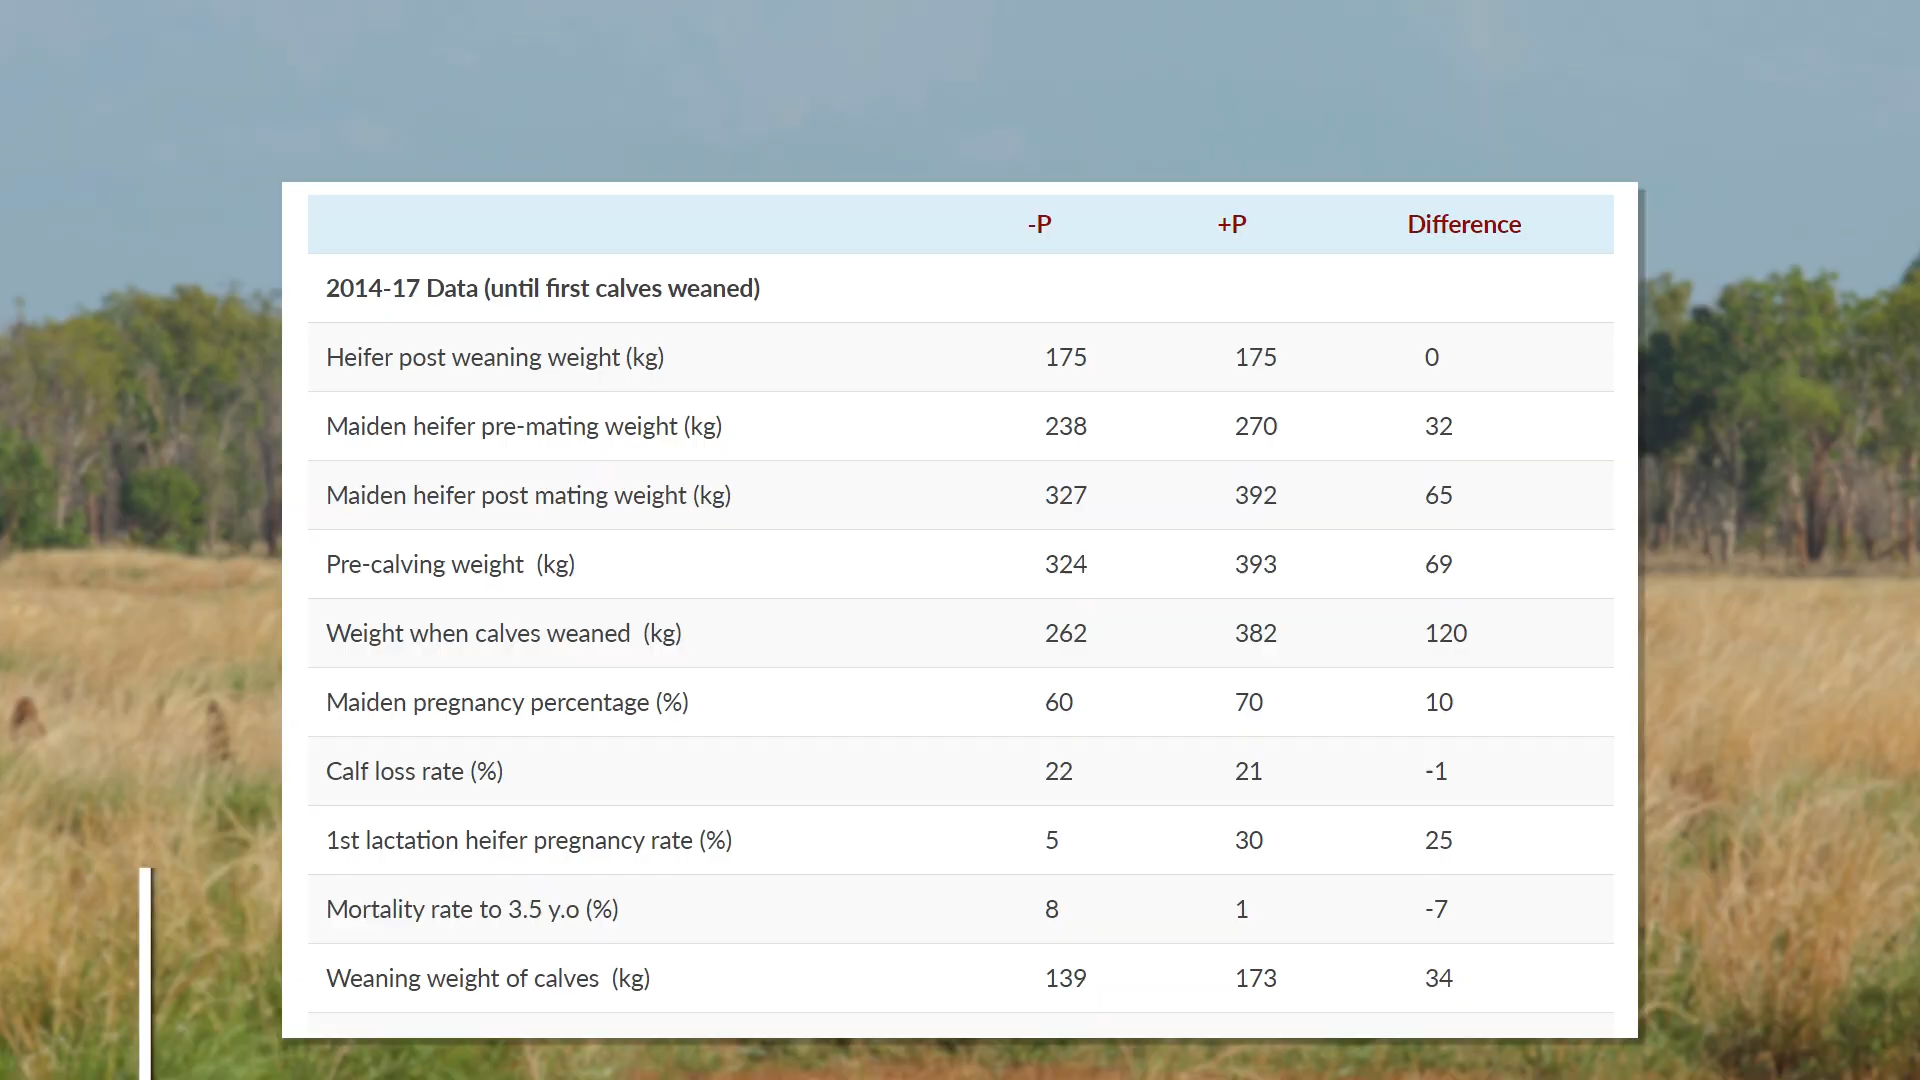 -P +P Difference
2014-17 Data (until first calves weaned)
Heifer post weaning weight (kg) 175 175 0
Maiden heifer pre-mating weight (kg) 238 270 32
Maiden heifer post mating weight (kg) 327 392 65
Pre-calving weight (kg) 324 393 69
Weight when calves weaned (kg) 262 382 120
Maiden pregnancy percentage (%) 60 70 10
Calf loss rate (%) 22 21 -1
1st lactation heifer pregnancy rate (%) 5 30 25
Mortality rate to 3.5 y.o (%) 8 1 -7
Weaning weight of calves (kg) 139 173 34